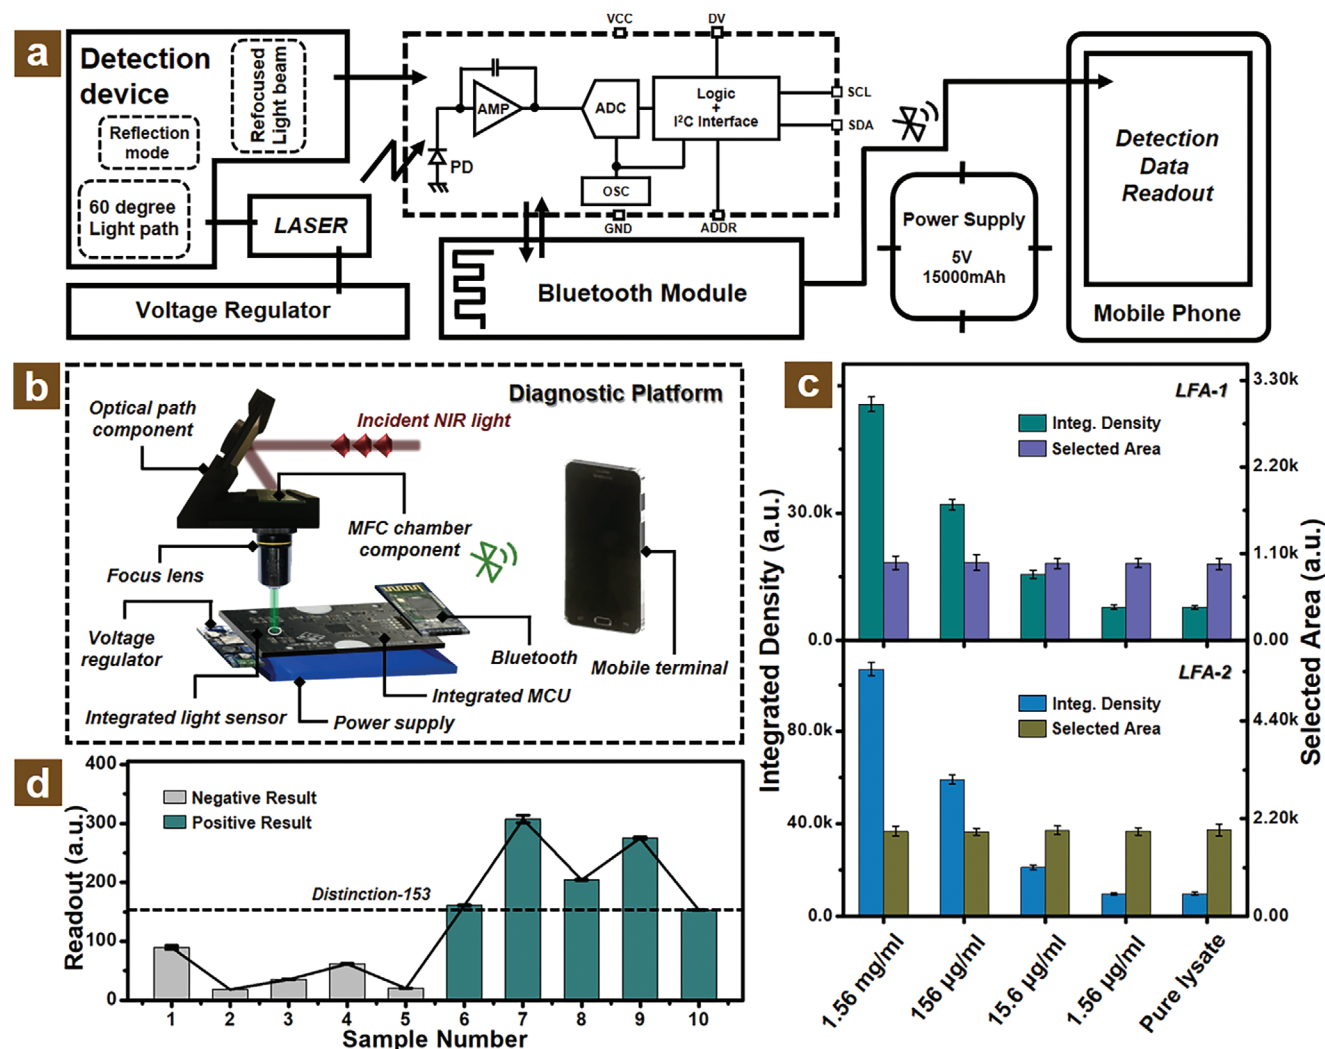 a
Detection
device
Refocused
Light beam
Reflection
mode
60 degree
Light path
LASER
Voltage Regulator
VCC
DV
AMP
ADC
Logic
+
I²C Interface
SCL
SDA
PD
OSC
GND
ADDR
Bluetooth Module
Power Supply
5V
15000mAh
Detection
Data
Readout
Mobile Phone
b
Diagnostic Platform
Optical path
component
Incident NIR light
MFC chamber
component
Focus lens
Voltage
regulator
Bluetooth
Mobile terminal
Integrated MCU
Integrated light sensor
Power supply
c
LFA-1
Integ. Density
Selected Area
3.30k
2.20k
1.10k
0.00
30.0k
0.0
LFA-2
Integ. Density
Selected Area
80.0k
40.0k
0.0
4.40k
2.20k
0.00
Integrated Density (a.u.)
Selected Area (a.u.)
1.56 mg/ml
156 µg/ml
15.6 µg/ml
1.56 µg/ml
Pure lysate
d
400
300
200
100
0
Readout (a.u.)
Negative Result
Positive Result
Distinction-153
1 2 3 4 5 6 7 8 9 10
Sample Number